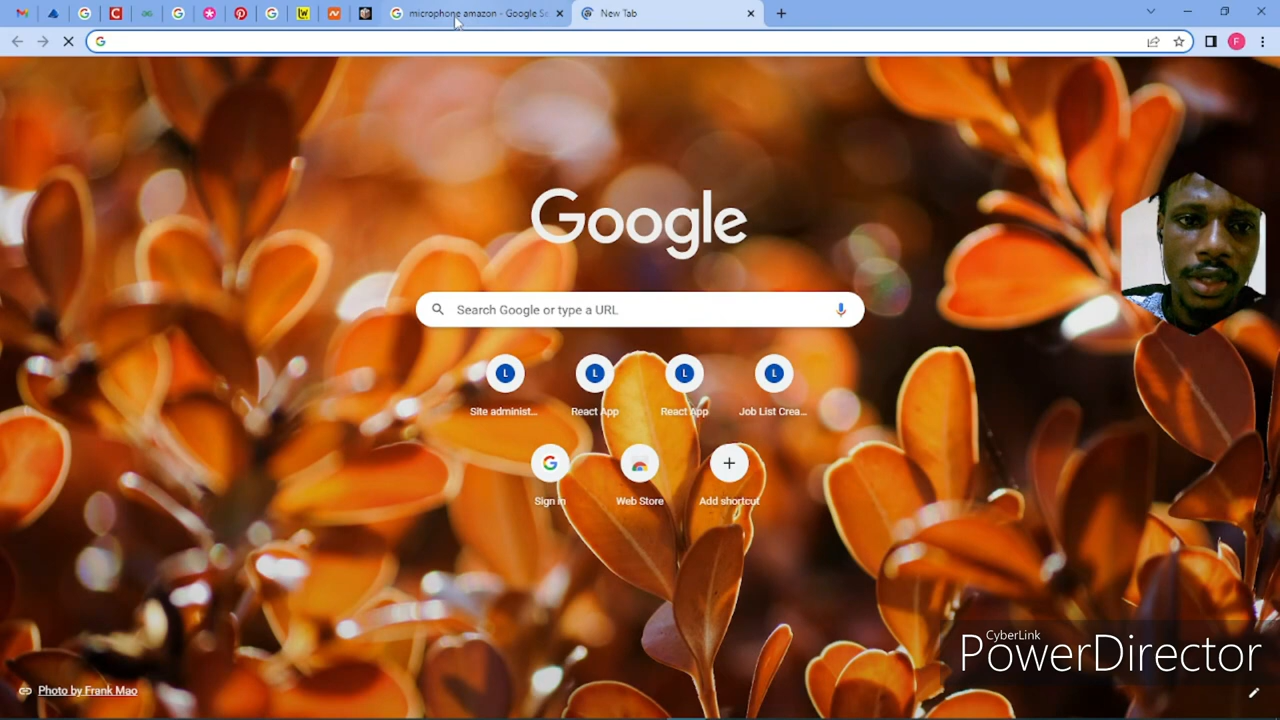 microphone amazon - Google Se
New Tab
F
Google
Search Google or type a URL
L
L
L
L
Site administ...
React App
React App
Job List Crea...
Sign in
Web Store
Add shortcut
CyberLink
PowerDirector
Photo by Frank Mao